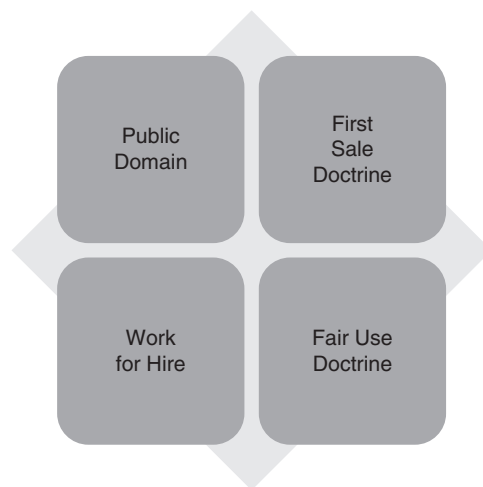 Public
Domain
First
Sale
Doctrine
Work
for Hire
Fair Use
Doctrine